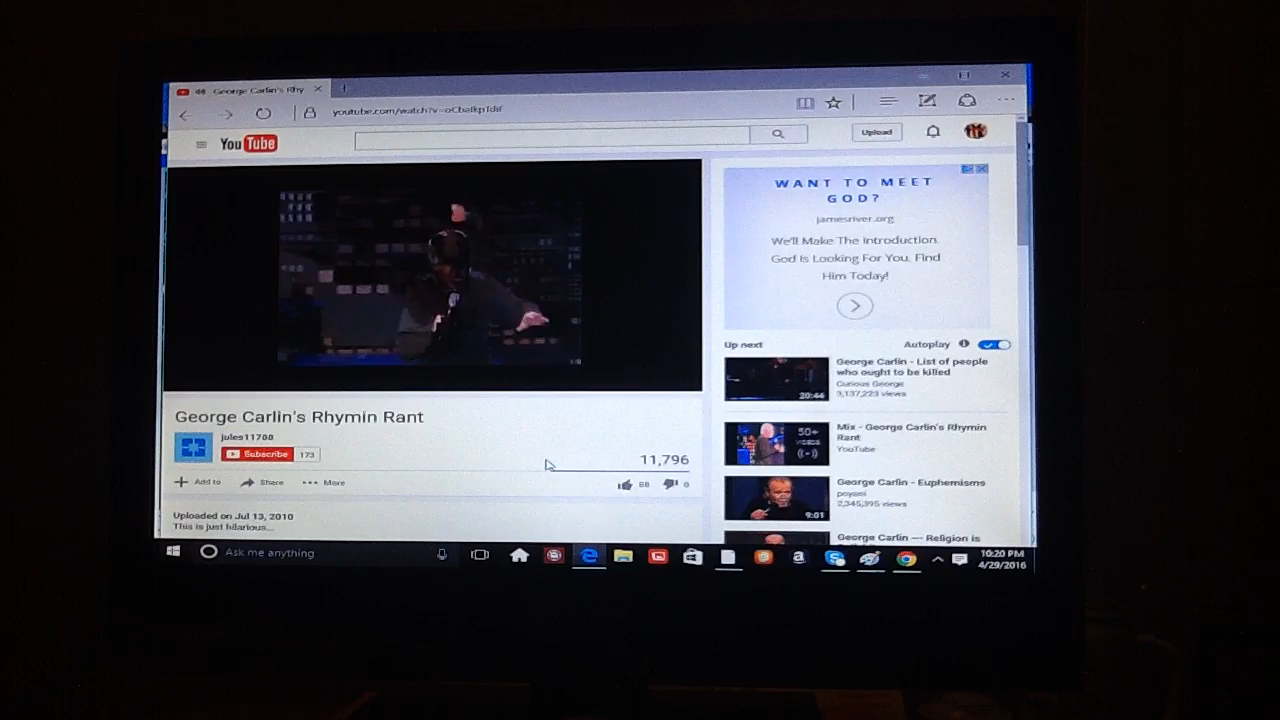 George Carlin's Rhy
youtube.com/watch?v=
YouTube
Upload
WANT TO MEET
GOD?
jamesriver.org
We'll Make The Introduction.
God Is Looking For You. Find
Him Today!
Up next
Autoplay
George Carlin - List of people
who ought to be killed
Curious George
3,137,223 views
20:44
Mix - George Carlin's Rhymin
Rant
YouTube
50+
VIDEOS
George Carlin - Euphemisms
poyani
2,345,395 views
9:01
George Carlin --- Religion is
George Carlin's Rhymin Rant
jules11788
Subscribe 173
11,796
Add to Share More
88 0
Uploaded on Jul 13, 2010
This is just hilarious...
Ask me anything
10:20 PM
4/29/2016